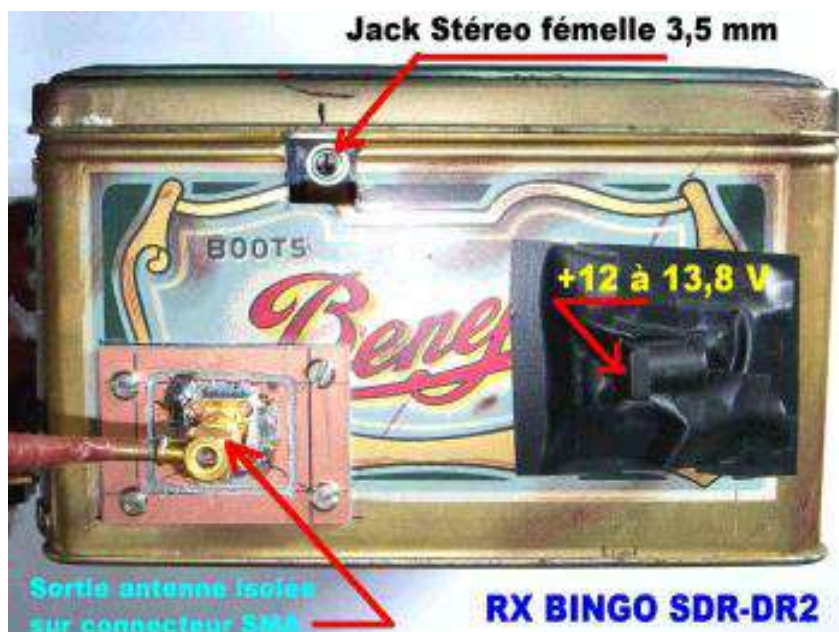 Jack Stéreo fémelle 3,5 mm
BOOTS
+12 à 13,8 V
Sortie antenne isolée
sur connecteur SMA
RX BINGO SDR-DR2